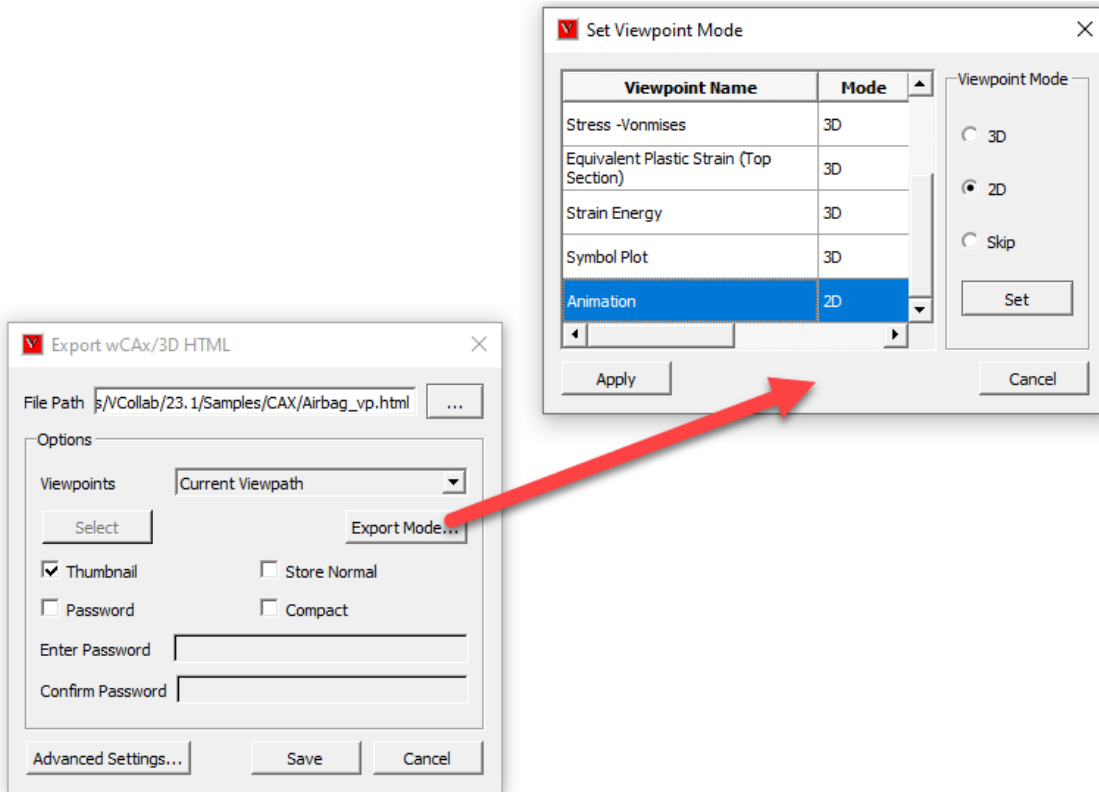 Set Viewpoint Mode
Viewpoint Name Mode
Stress -Vonmises 3D
Equivalent Plastic Strain (Top
Section) 3D
Strain Energy 3D
Symbol Plot 3D
Animation 2D
Viewpoint Mode
3D
2D
Skip
Set
Apply Cancel
Export wCAx/3D HTML
File Path s/VCollab/23.1/Samples/CAX/Airbag_vp.html ...
Options
Viewpoints Current Viewpath
Select Export Mode...
Thumbnail Store Normal
Password Compact
Enter Password
Confirm Password
Advanced Settings... Save Cancel